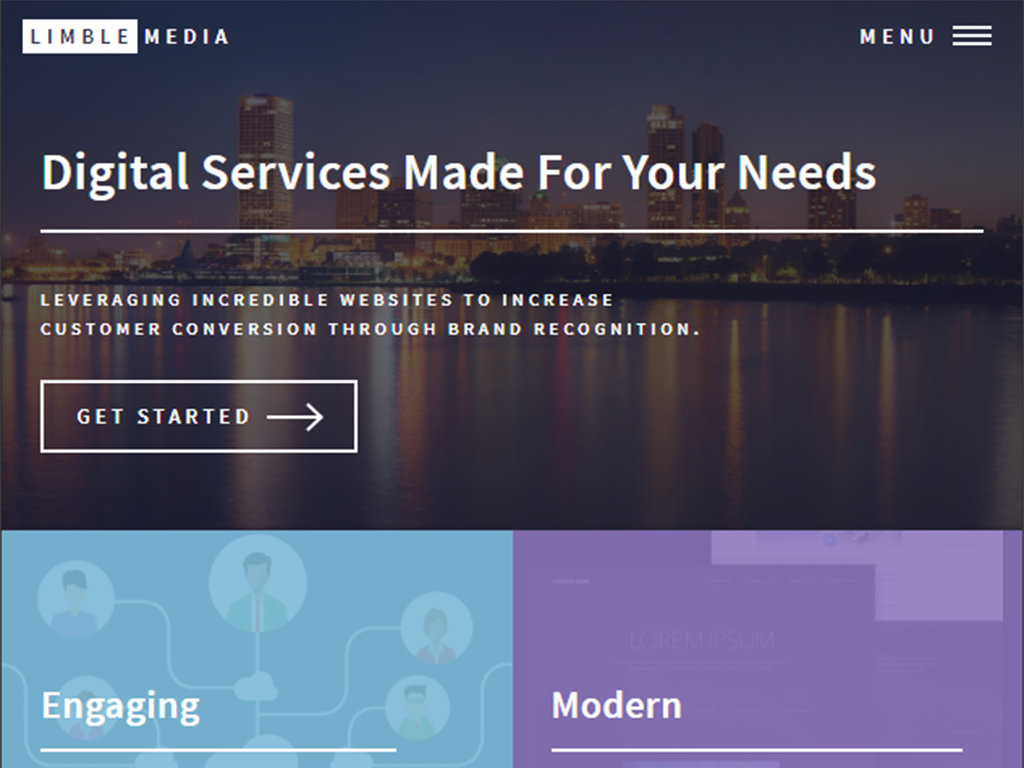 LIMBLE MEDIA
MENU
Digital Services Made For Your Needs
LEVERAGING INCREDIBLE WEBSITES TO INCREASE
CUSTOMER CONVERSION THROUGH BRAND RECOGNITION.
GET STARTED
LOREM IPSUM
Engaging
Modern